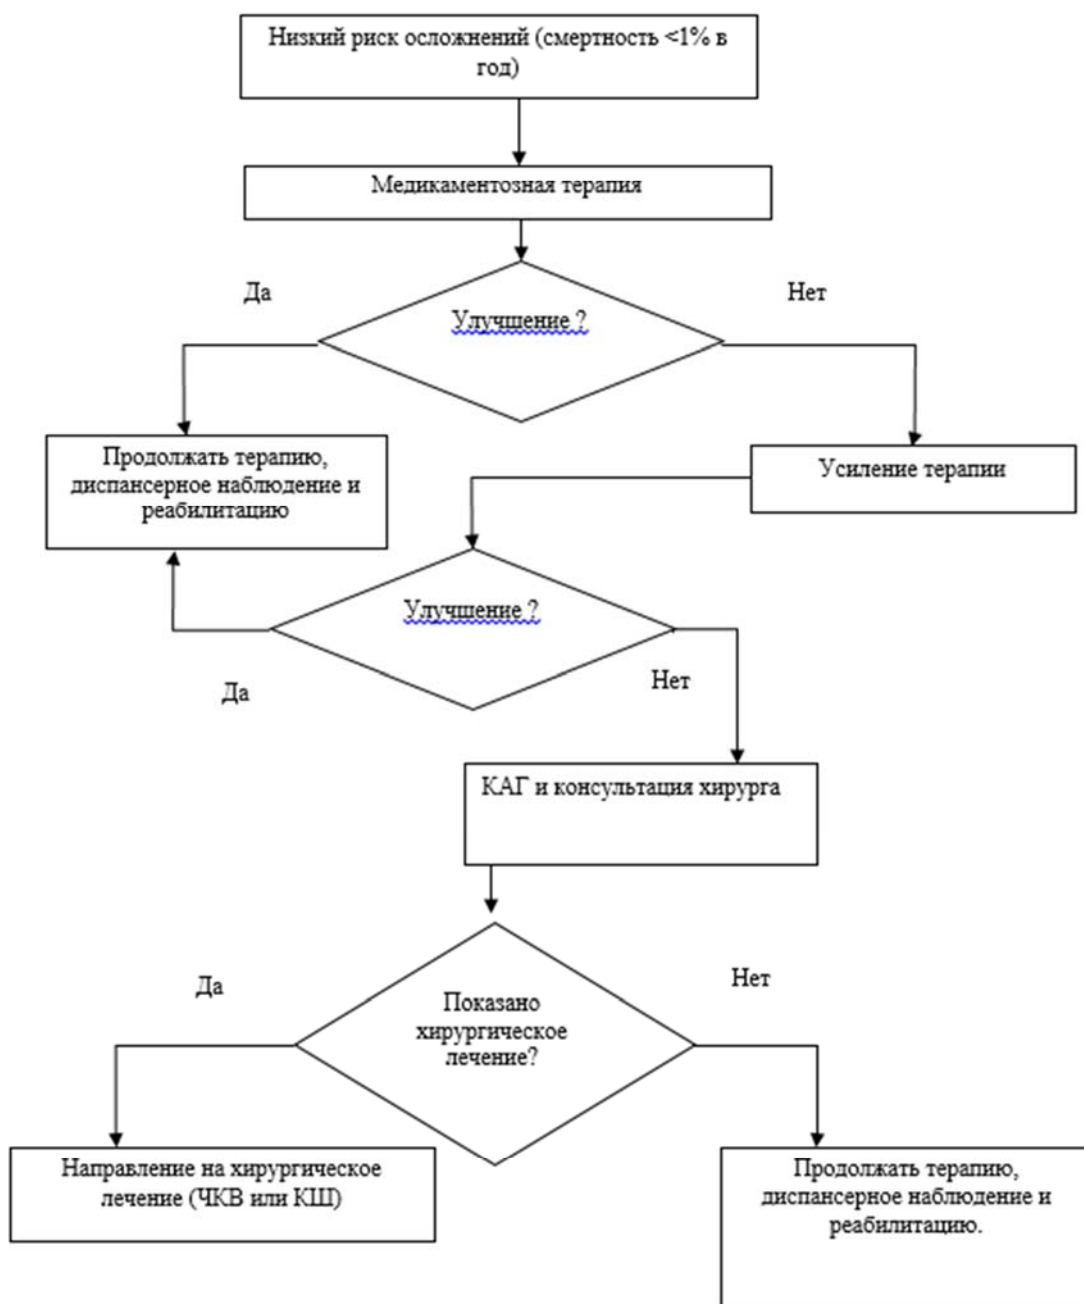 Низкий риск осложнений (смертность <1% в
год)
Медикаментозная терапия
Да
Нет
Улучшение ?
Продолжать терапию,
диспансерное наблюдение и
реабилитацию
Усиление терапии
Улучшение ?
Да
Нет
КАГ и консультация хирурга
Да
Нет
Показано
хирургическое
лечение?
Направление на хирургическое
лечение (ЧКВ или КШ)
Продолжать терапию,
диспансерное наблюдение и
реабилитацию.